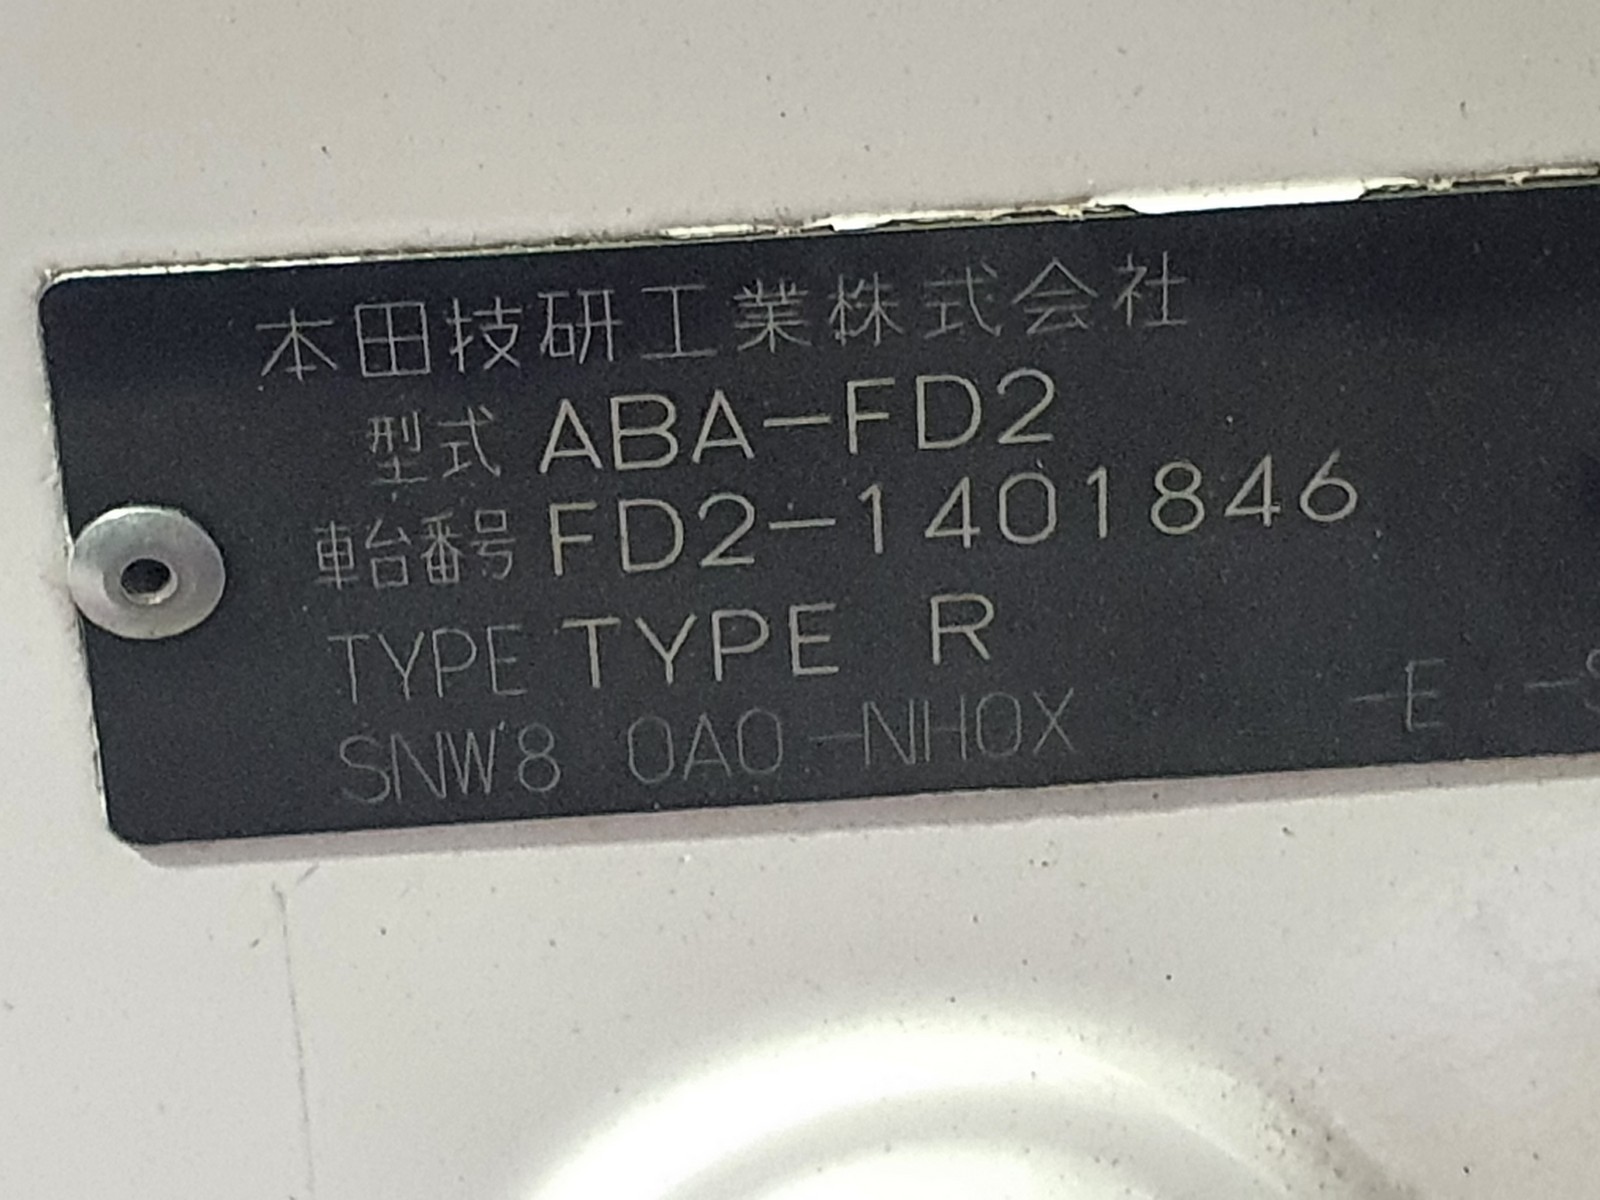 本田技研工業株式会社
型式 ABA-FD2
車台番号 FD2-1401846
TYPE TYPE R
SNW8 0A0 -NH0X -E -S